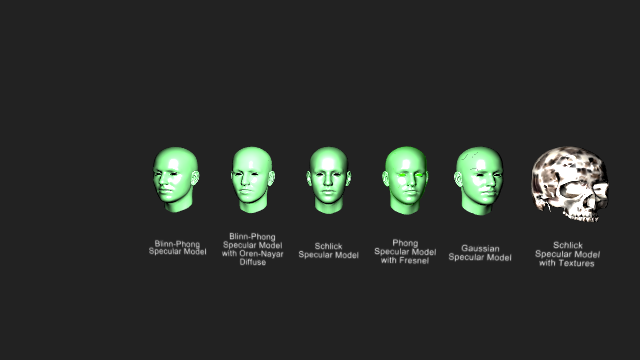 Blinn-Phong
Specular Model
Blinn-Phong
Specular Model
with Oren-Nayar
Diffuse
Schlick
Specular Model
Phong
Specular Model
with Fresnel
Gaussian
Specular Model
Schlick
Specular Model
with Textures